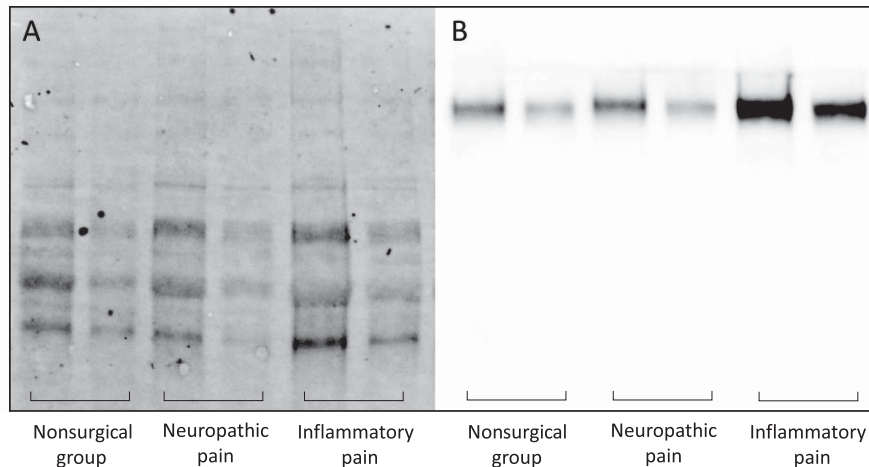 A
B
Nonsurgical
group
Neuropathic
pain
Inflammatory
pain
Nonsurgical
group
Neuropathic
pain
Inflammatory
pain